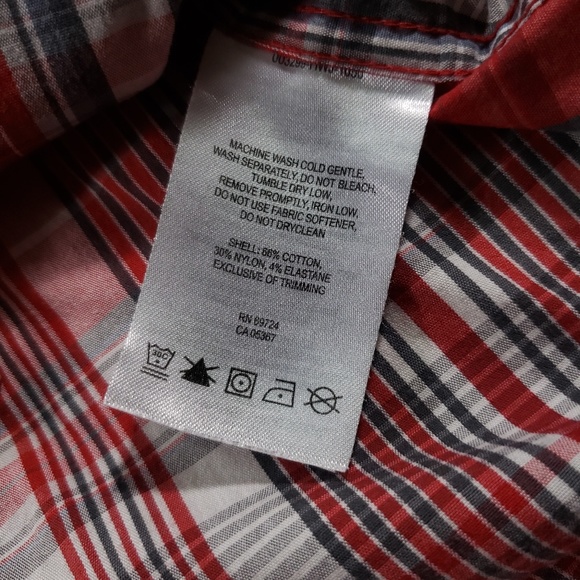 MACHINE WASH COLD GENTLE,
WASH SEPARATELY, DO NOT BLEACH,
TUMBLE DRY LOW,
REMOVE PROMPTLY, IRON LOW,
DO NOT USE FABRIC SOFTENER,
DO NOT DRYCLEAN
SHELL: 66% COTTON,
30% NYLON, 4% ELASTANE
EXCLUSIVE OF TRIMMING
RN 69724
CA 05367
30C